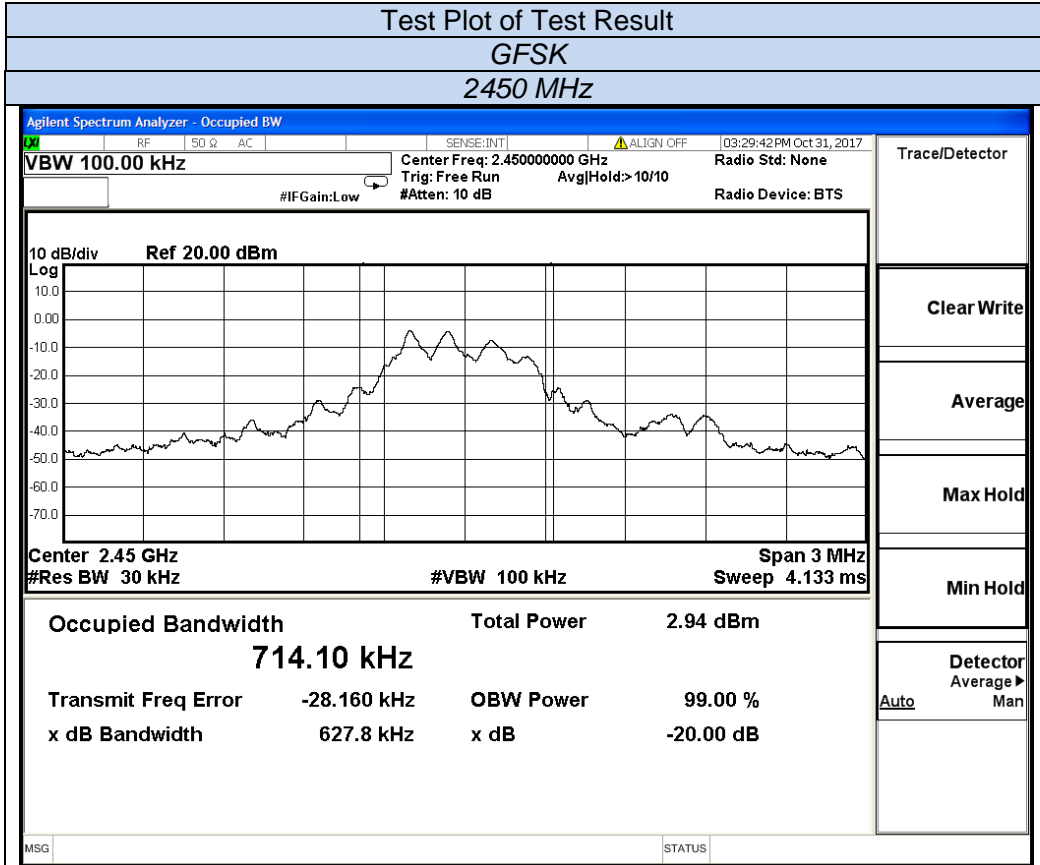 Test Plot of Test Result
GFSK
2450 MHz
Agilent Spectrum Analyzer - Occupied BW
LXI RF 50 Ω AC SENSE:INT ALIGN OFF 03:29:42 PM Oct 31, 2017
VBW 100.00 kHz Center Freq: 2.450000000 GHz Radio Std: None
Trig: Free Run Avg|Hold:>10/10
#IFGain:Low #Atten: 10 dB Radio Device: BTS
10 dB/div Ref 20.00 dBm
Log
10.0
0.00
-10.0
-20.0
-30.0
-40.0
-50.0
-60.0
-70.0
Center 2.45 GHz Span 3 MHz
#Res BW 30 kHz #VBW 100 kHz Sweep 4.133 ms
Occupied Bandwidth Total Power 2.94 dBm
714.10 kHz
Transmit Freq Error -28.160 kHz OBW Power 99.00 %
x dB Bandwidth 627.8 kHz x dB -20.00 dB
Trace/Detector
Clear Write
Average
Max Hold
Min Hold
Detector
Average
Auto Man
MSG STATUS